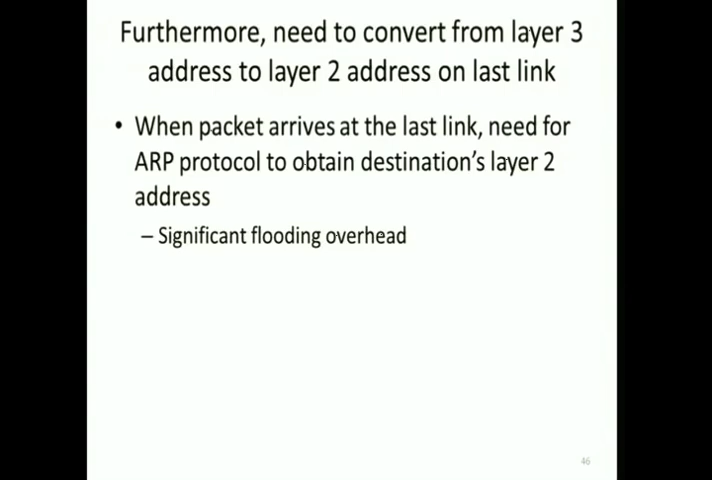 Furthermore, need to convert from layer 3
address to layer 2 address on last link
• When packet arrives at the last link, need for
ARP protocol to obtain destination's layer 2
address
– Significant flooding overhead
46